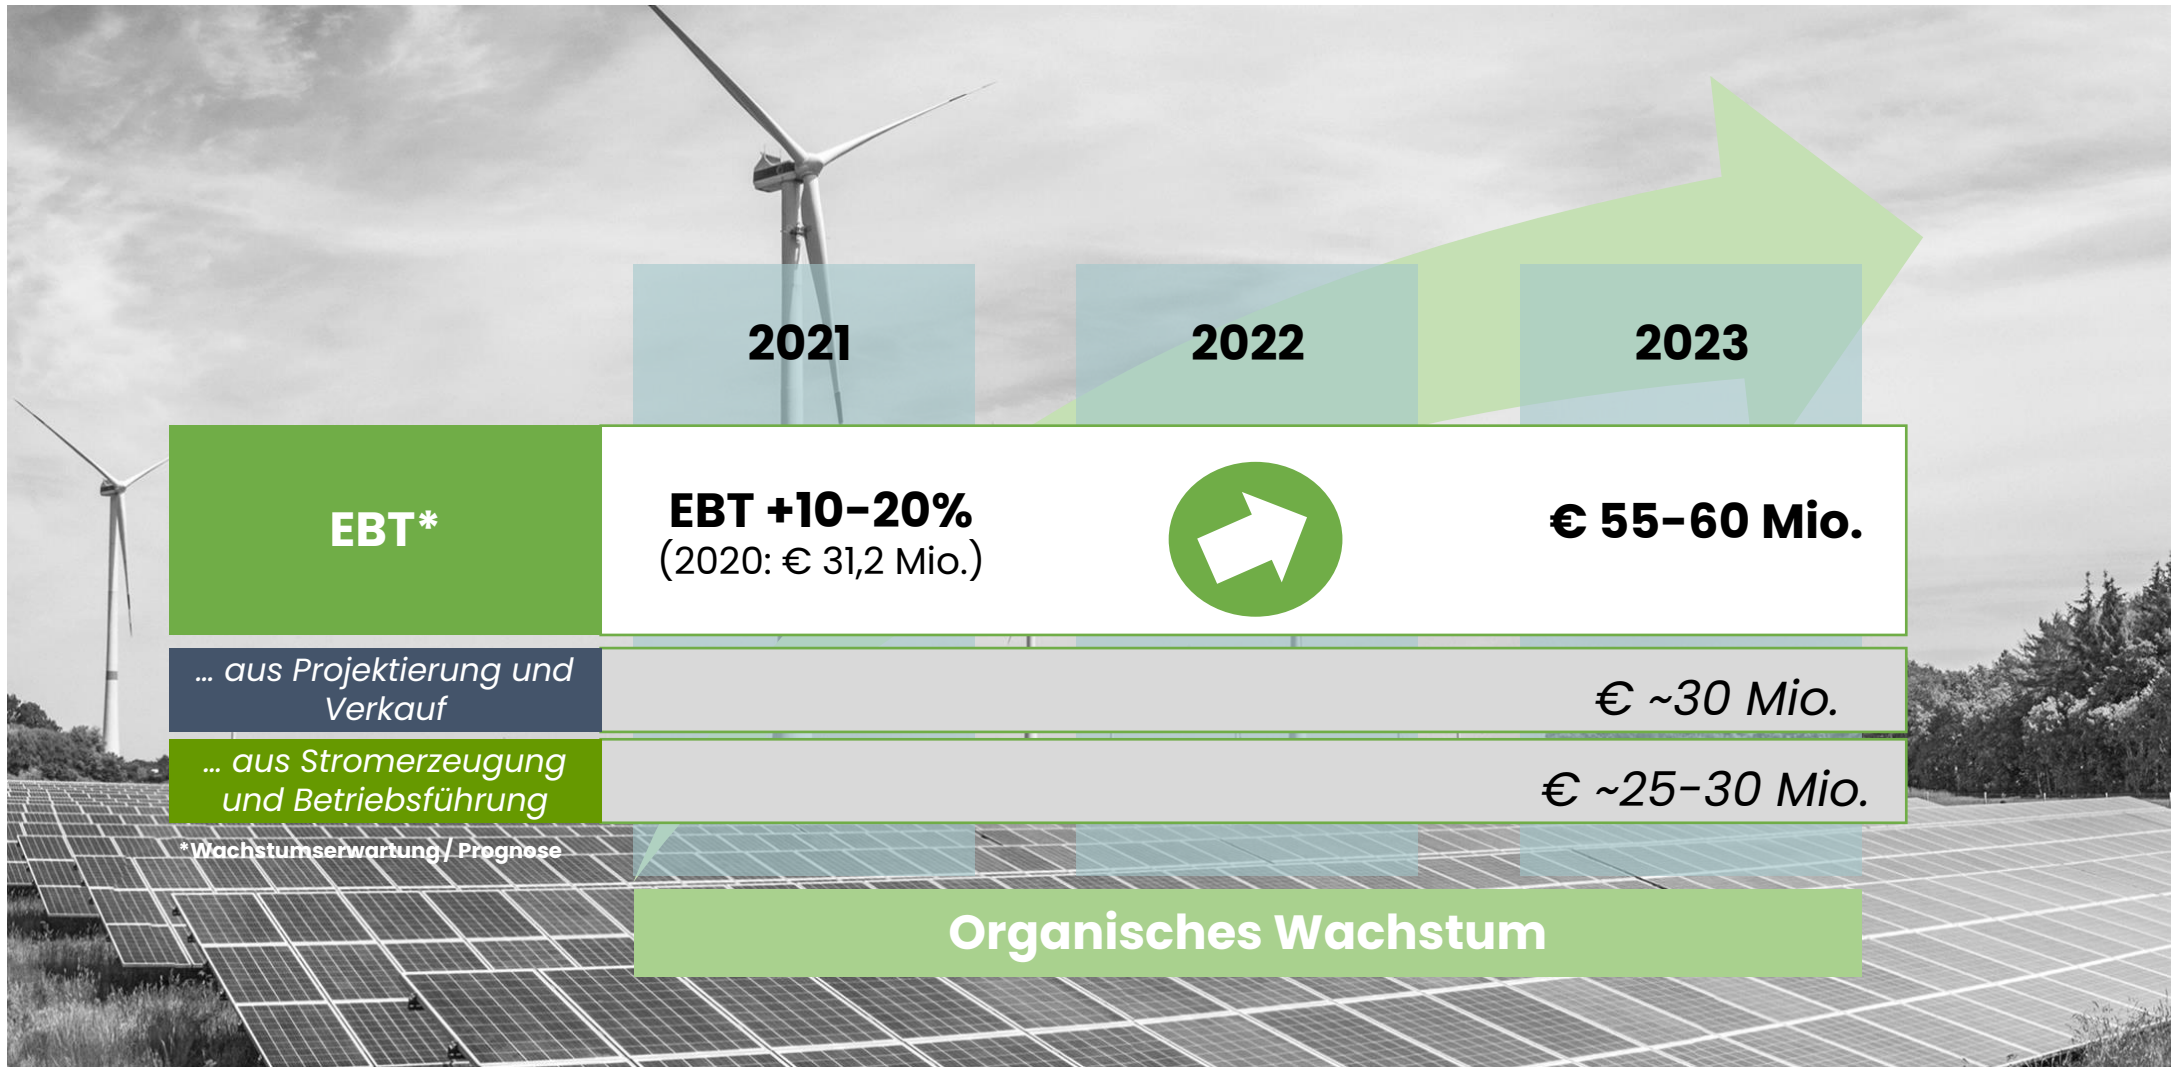 2021
2022
2023
EBT*
EBT +10-20%
(2020: € 31,2 Mio.)
€ 55-60 Mio.
... aus Projektierung und
Verkauf
€ ~30 Mio.
... aus Stromerzeugung
und Betriebsführung
€ ~25-30 Mio.
*Wachstumserwartung / Prognose
Organisches Wachstum